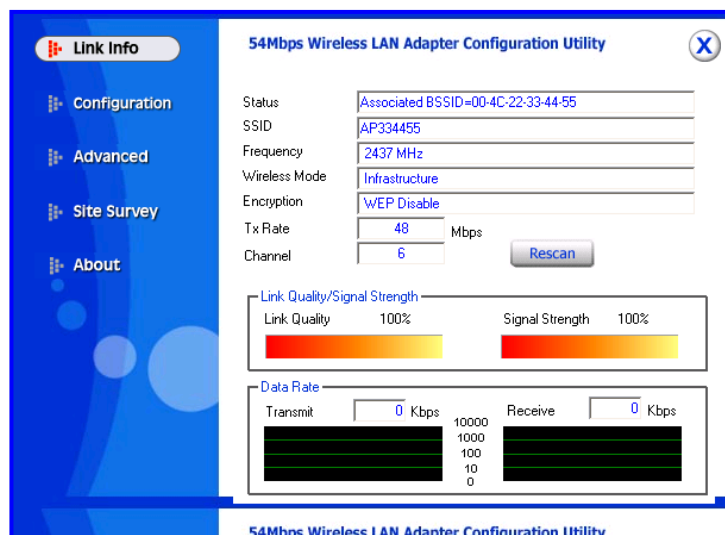 Link Info
Configuration
Advanced
Site Survey
About
54Mbps Wireless LAN Adapter Configuration Utility
X
Status Associated BSSID=00-4C-22-33-44-55
SSID AP334455
Frequency 2437 MHz
Wireless Mode Infrastructure
Encryption WEP Disable
Tx Rate 48 Mbps
Channel 6 Rescan
Link Quality/Signal Strength
Link Quality 100% Signal Strength 100%
Data Rate
Transmit 0 Kbps Receive 0 Kbps
10000
1000
100
10
0
54Mbps Wireless LAN Adapter Configuration Utility